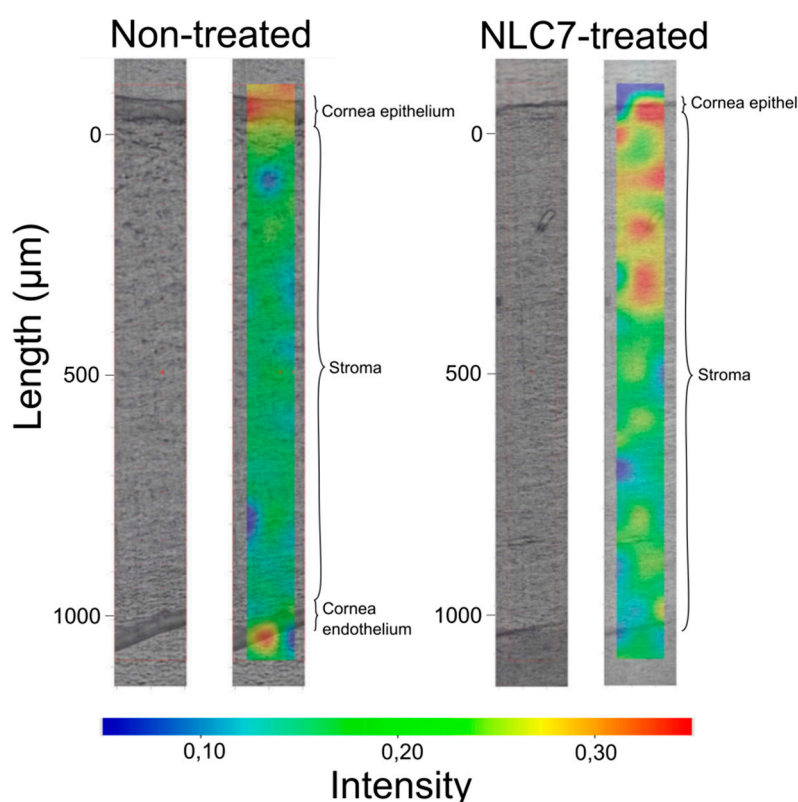 Non-treated
NLC7-treated
Cornea epithelium
Cornea epithel
0
0
Length (µm)
500
Stroma
500
Stroma
1000
Cornea
endothelium
1000
0,10
0,20
0,30
Intensity